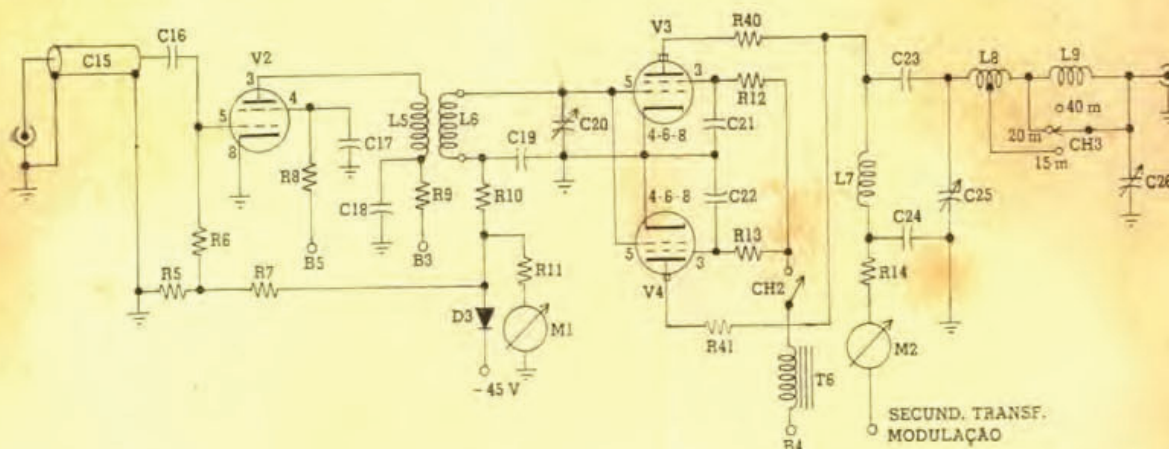 C15
C16
V2
3
4
5
8
C17
R8
B5
C18
R9
B3
L5
L6
R6
R5
R7
R10
C19
C20
D3
- 45 V
R11
M1
V3
R40
5
3
R12
4-6-8
C21
4-6-8
C22
5
3
R13
V4
R41
CH2
T6
B4
C23
L7
C24
C25
R14
M2
SECUND. TRANSF.
MODULAÇÃO
L8
L9
40 m
20 m
15 m
CH3
C26